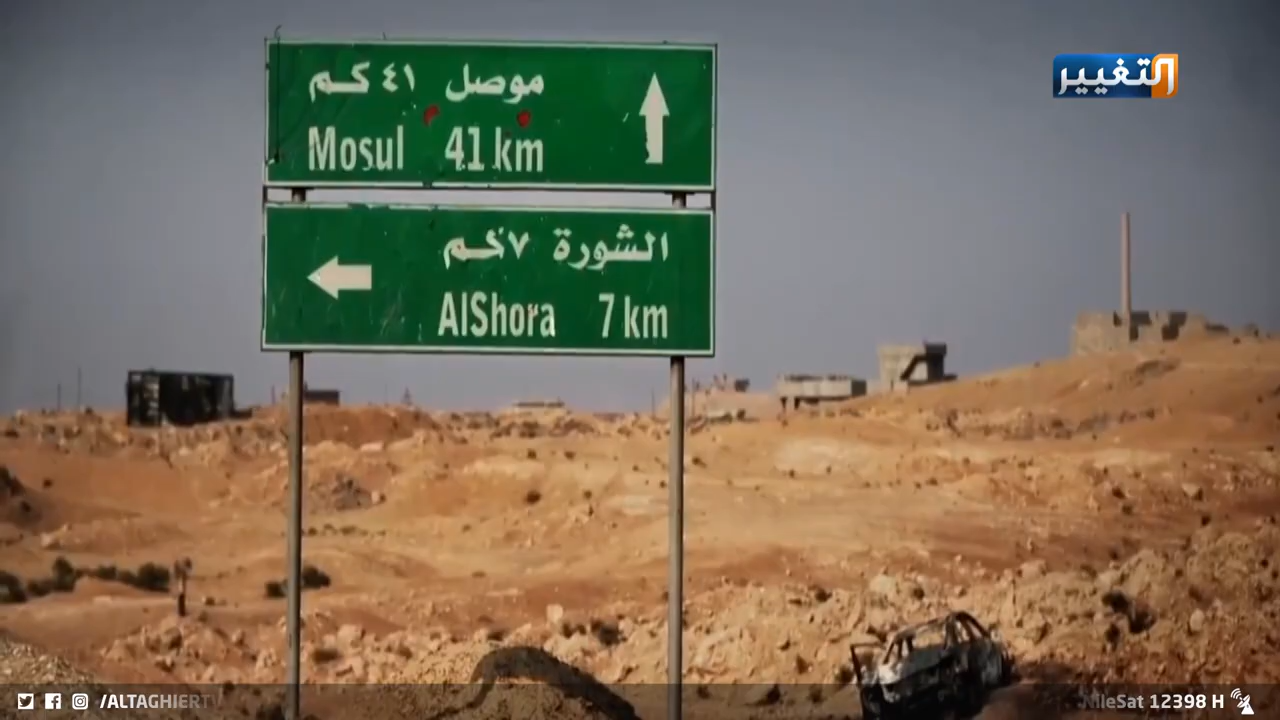 التغيير
موصل ٤١ كم
Mosul 41 km
الشورة ٧كم
AlShora 7 km
/ALTAGHIERTV
NileSat 12398 H